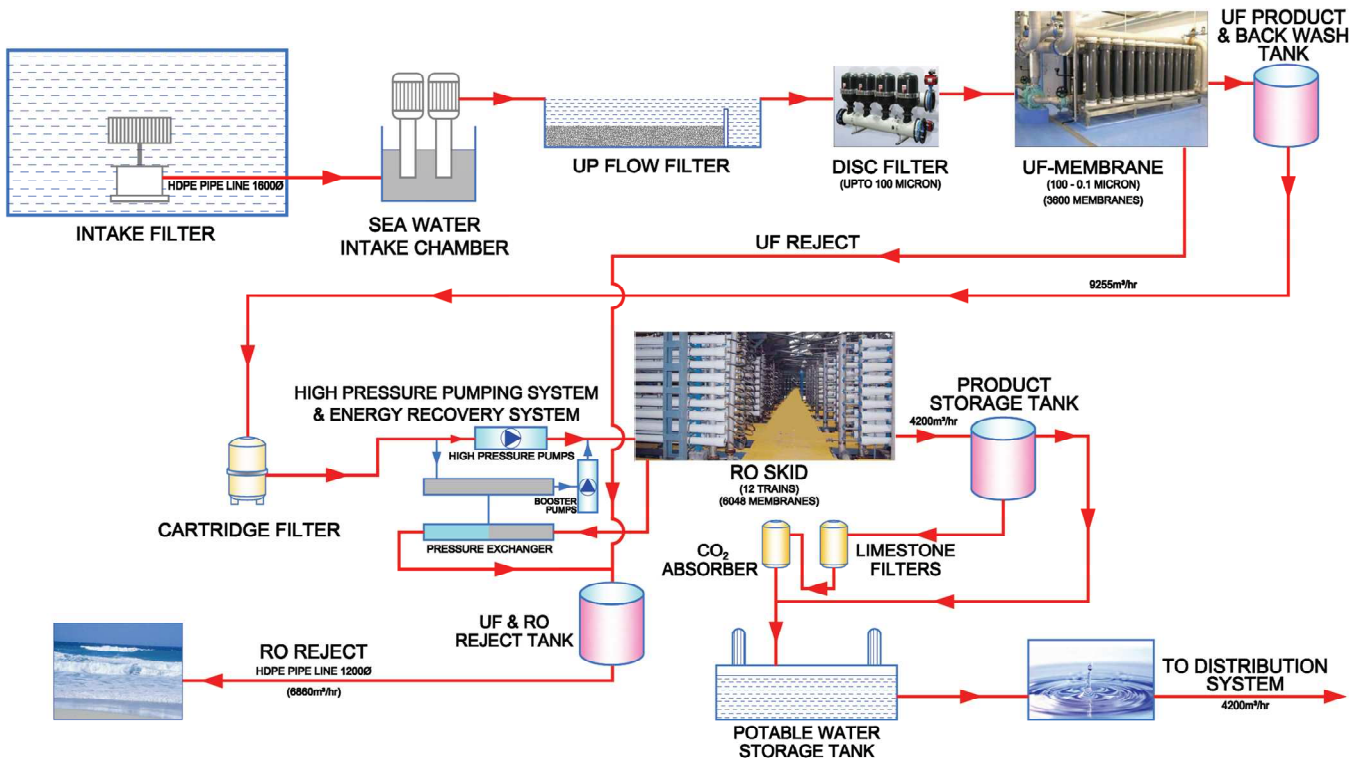 UF PRODUCT
& BACK WASH
TANK
HDPE PIPE LINE 1600Ø
INTAKE FILTER
SEA WATER
INTAKE CHAMBER
UP FLOW FILTER
DISC FILTER
(UPTO 100 MICRON)
UF-MEMBRANE
(100 - 0.1 MICRON)
(3600 MEMBRANES)
UF REJECT
9255m³/hr
HIGH PRESSURE PUMPING SYSTEM
& ENERGY RECOVERY SYSTEM
HIGH PRESSURE PUMPS
BOOSTER
PUMPS
PRESSURE EXCHANGER
CARTRIDGE FILTER
RO SKID
(12 TRAINS)
(6048 MEMBRANES)
4200m³/hr
PRODUCT
STORAGE TANK
CO₂
ABSORBER
LIMESTONE
FILTERS
UF & RO
REJECT TANK
RO REJECT
HDPE PIPE LINE 1200Ø
(6860m³/hr)
POTABLE WATER
STORAGE TANK
TO DISTRIBUTION
SYSTEM
4200m³/hr